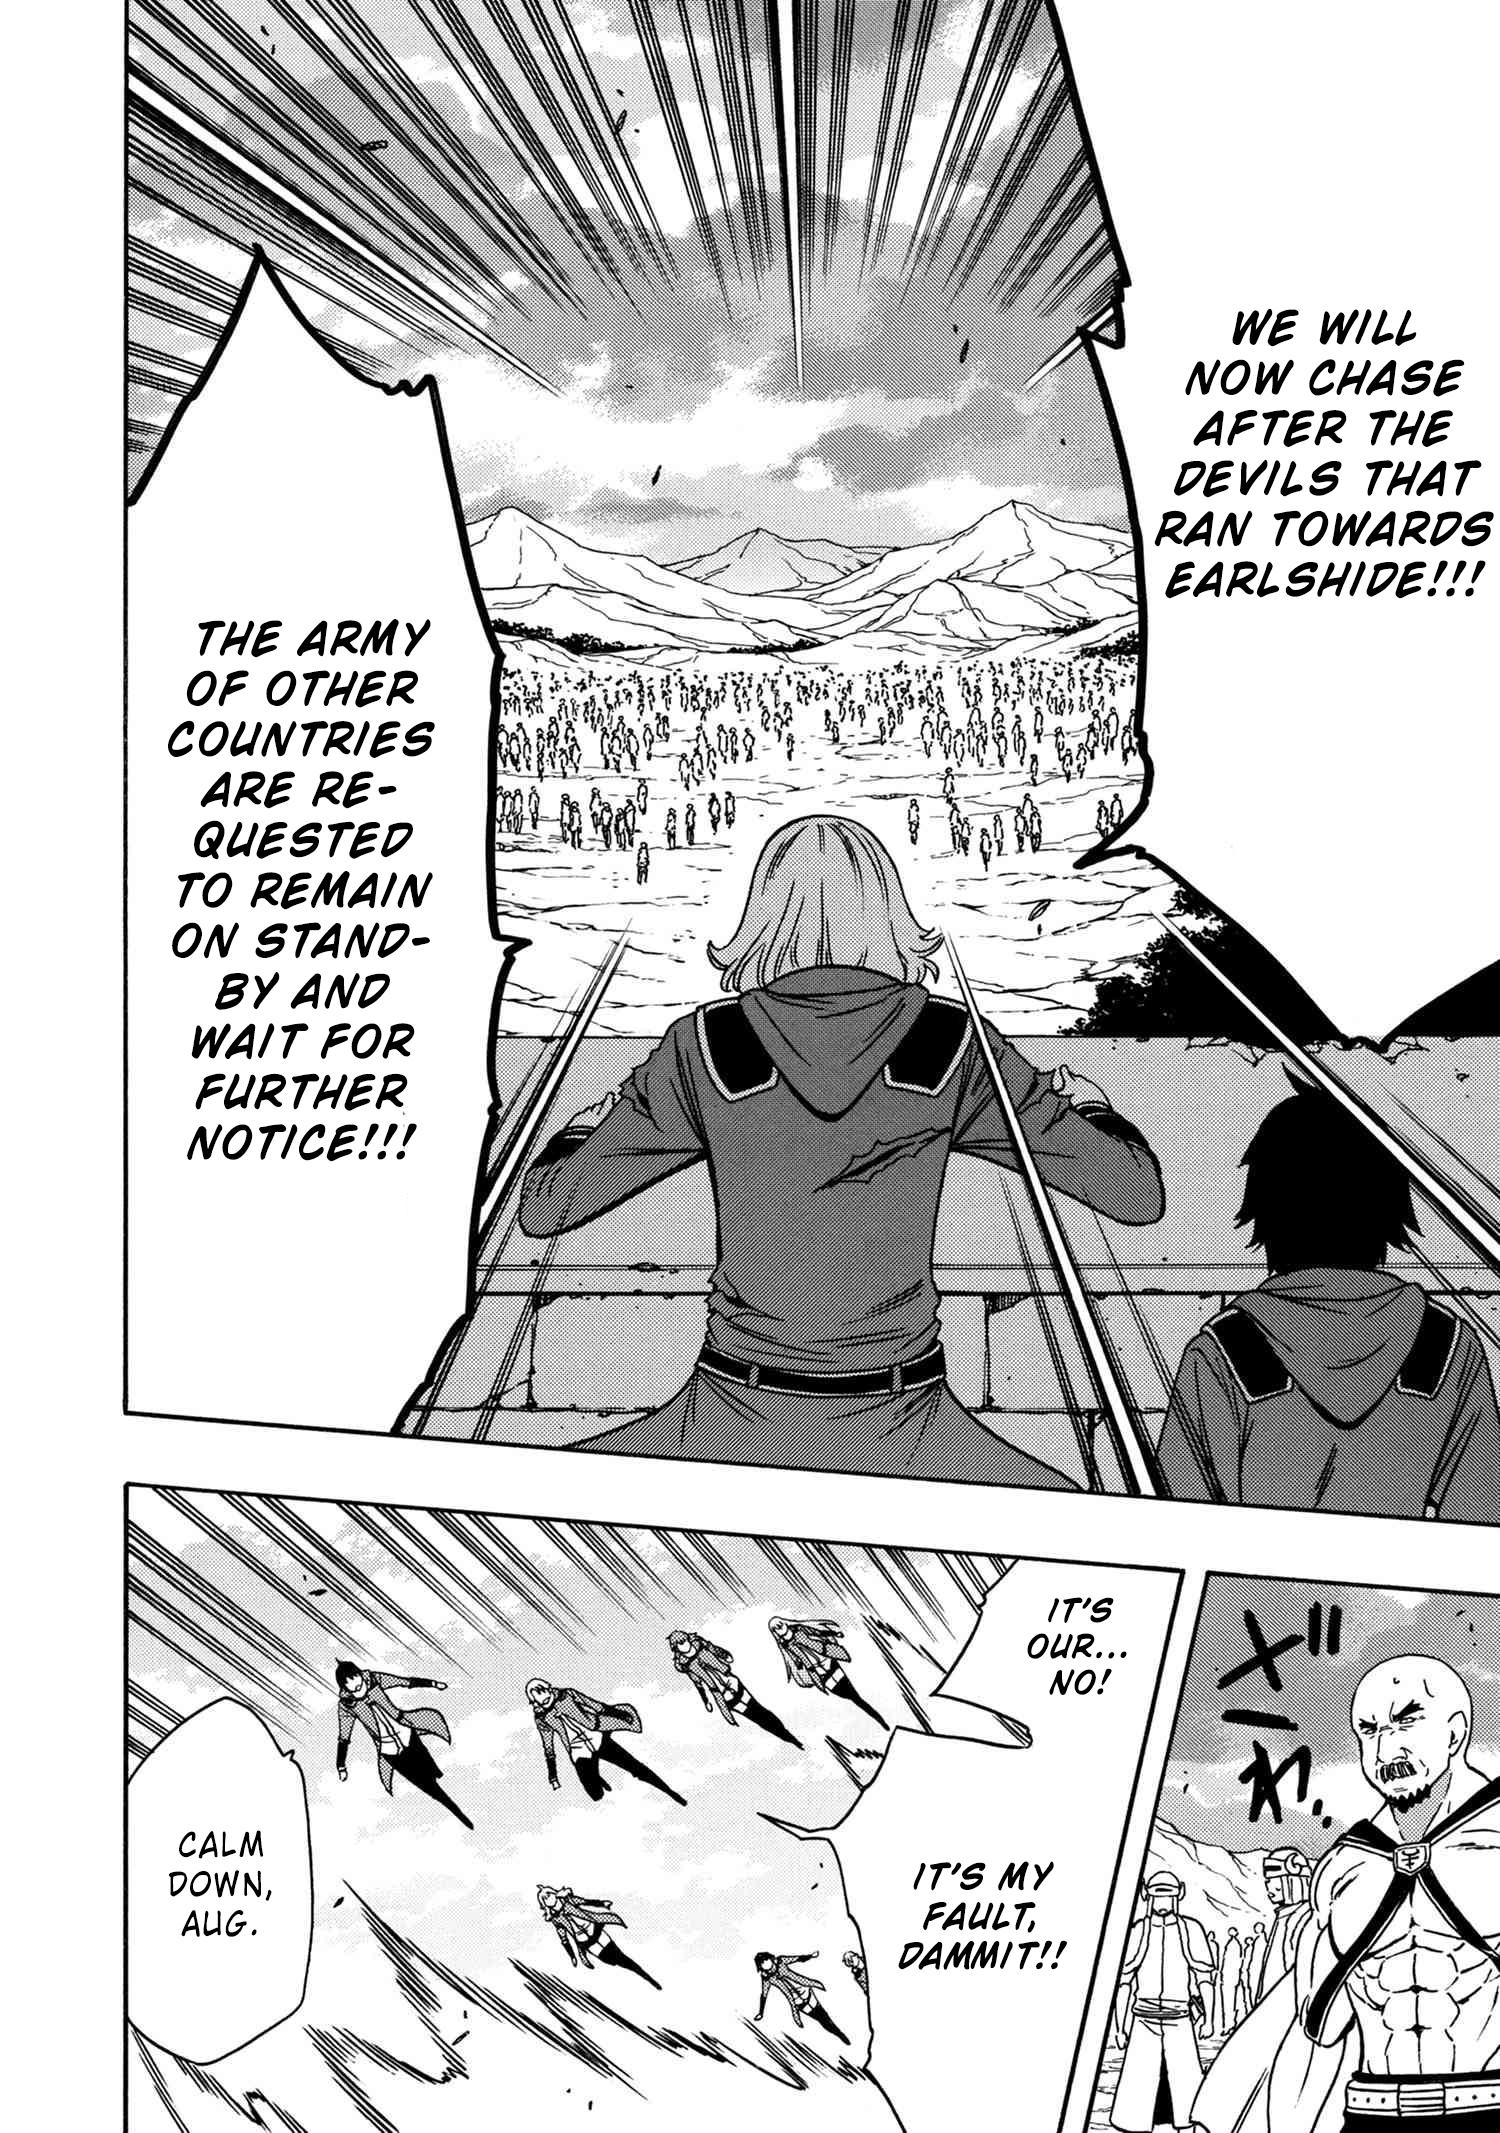 WE WILL
NOW CHASE
AFTER THE
DEVILS THAT
RAN TOWARDS
EARLSHIDE!!!
THE ARMY
OF OTHER
COUNTRIES
ARE RE-
QUESTED
TO REMAIN
ON STAND-
BY AND
WAIT FOR
FURTHER
NOTICE!!!
ざわ‥
IT'S
OUR...
NO!
IT'S MY
FAULT,
DAMMIT!!
CALM
DOWN,
AUG.